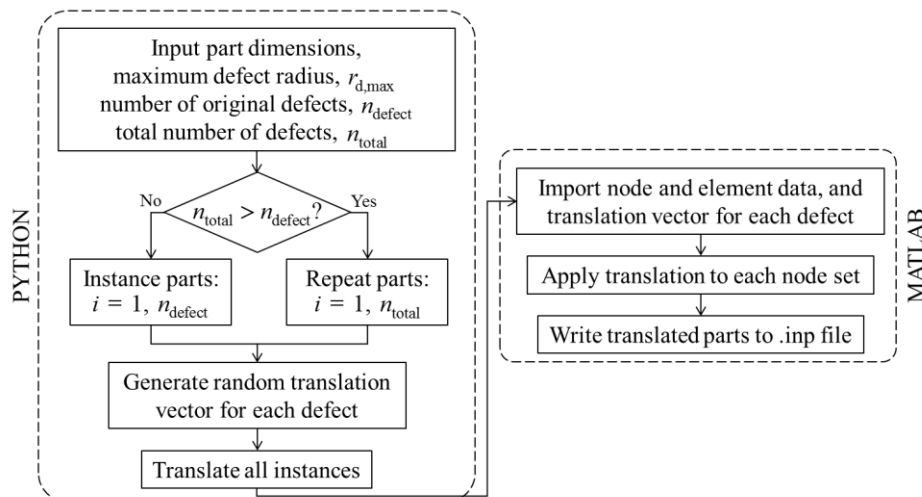 PYTHON
Input part dimensions,
maximum defect radius, r_d,max
number of original defects, n_defect
total number of defects, n_total
No
n_total > n_defect?
Yes
Instance parts:
i = 1, n_defect
Repeat parts:
i = 1, n_total
Generate random translation
vector for each defect
Translate all instances
MATLAB
Import node and element data, and
translation vector for each defect
Apply translation to each node set
Write translated parts to .inp file